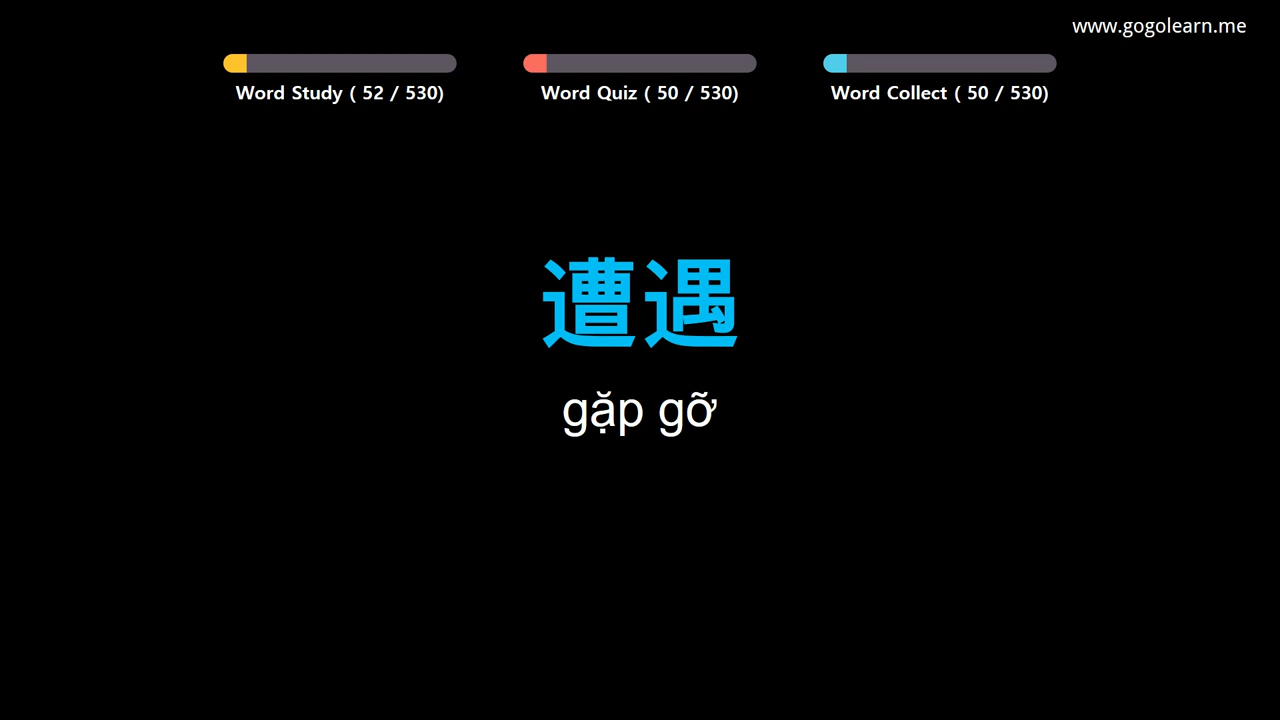 www.gogolearn.me
Word Study ( 52 / 530)
Word Quiz ( 50 / 530)
Word Collect ( 50 / 530)
遭遇
gặp gỡ